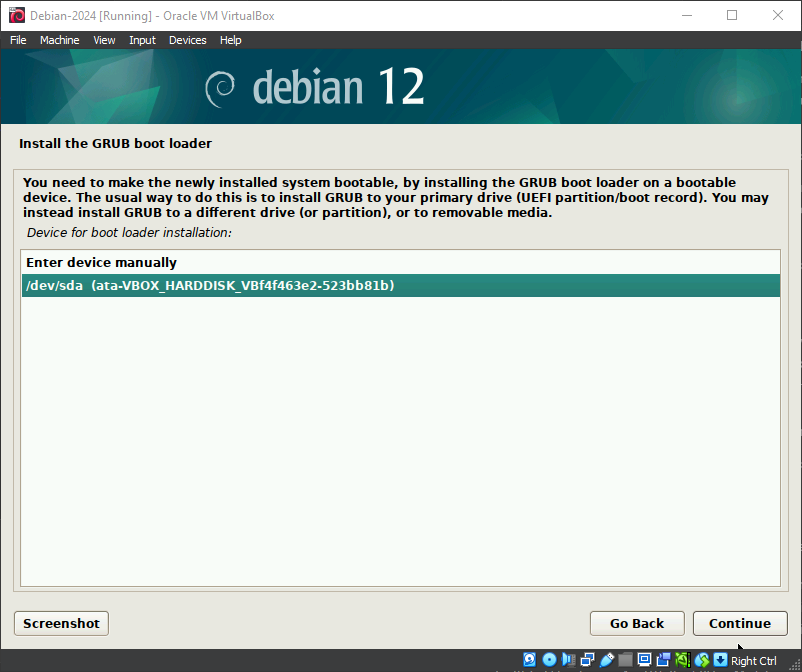 Debian-2024 [Running] - Oracle VM VirtualBox
File Machine View Input Devices Help
debian 12
Install the GRUB boot loader
You need to make the newly installed system bootable, by installing the GRUB boot loader on a bootable
device. The usual way to do this is to install GRUB to your primary drive (UEFI partition/boot record). You may
instead install GRUB to a different drive (or partition), or to removable media.
Device for boot loader installation:
Enter device manually
/dev/sda (ata-VBOX_HARDDISK_VBf4f463e2-523bb81b)
Screenshot Go Back Continue
Right Ctrl